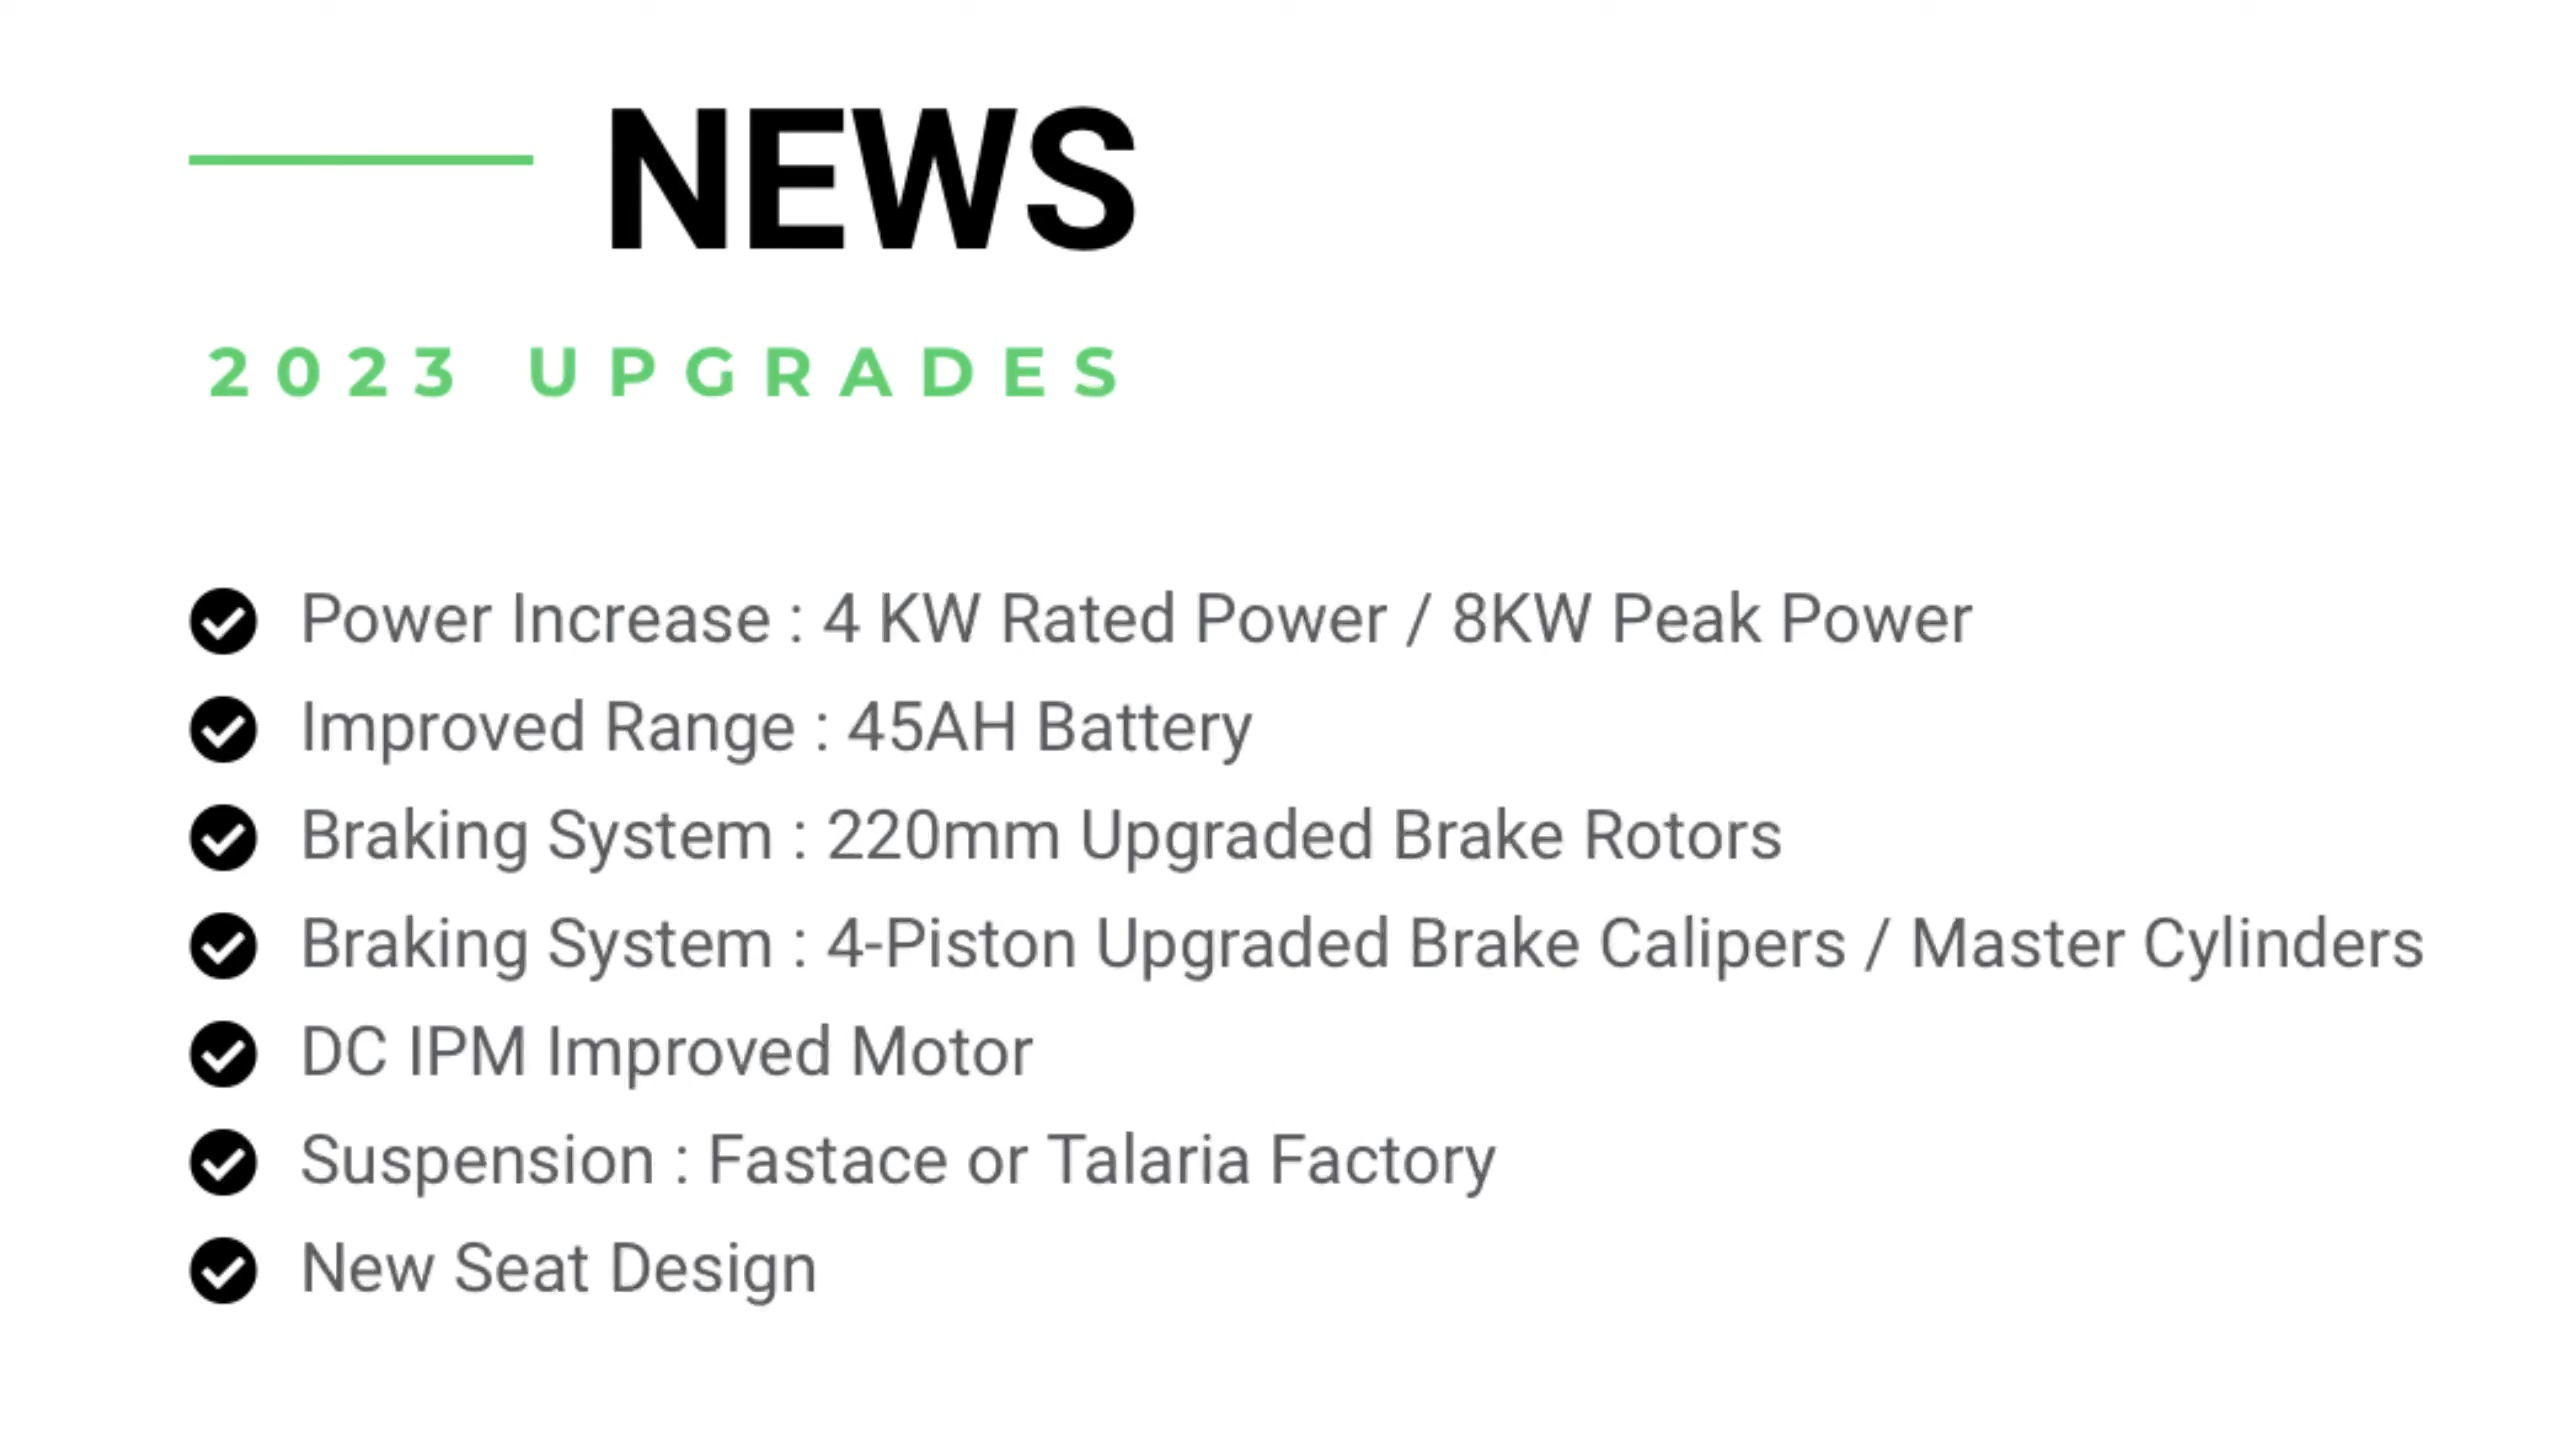 NEWS
2023 UPGRADES
Power Increase : 4 KW Rated Power / 8KW Peak Power
Improved Range : 45AH Battery
Braking System : 220mm Upgraded Brake Rotors
Braking System : 4-Piston Upgraded Brake Calipers / Master Cylinders
DC IPM Improved Motor
Suspension : Fastace or Talaria Factory
New Seat Design